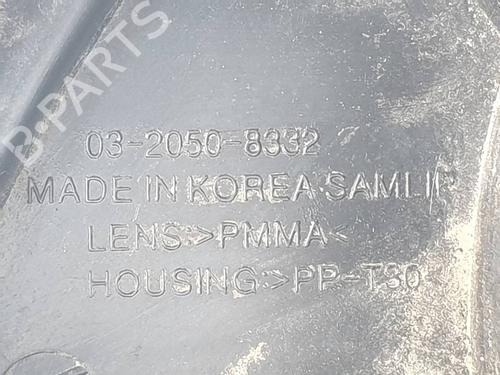 B-PARTS
03-2050-8332
MADE IN KOREA SAMLIP
LENS>PMMA<
HOUSING>PP-T30<